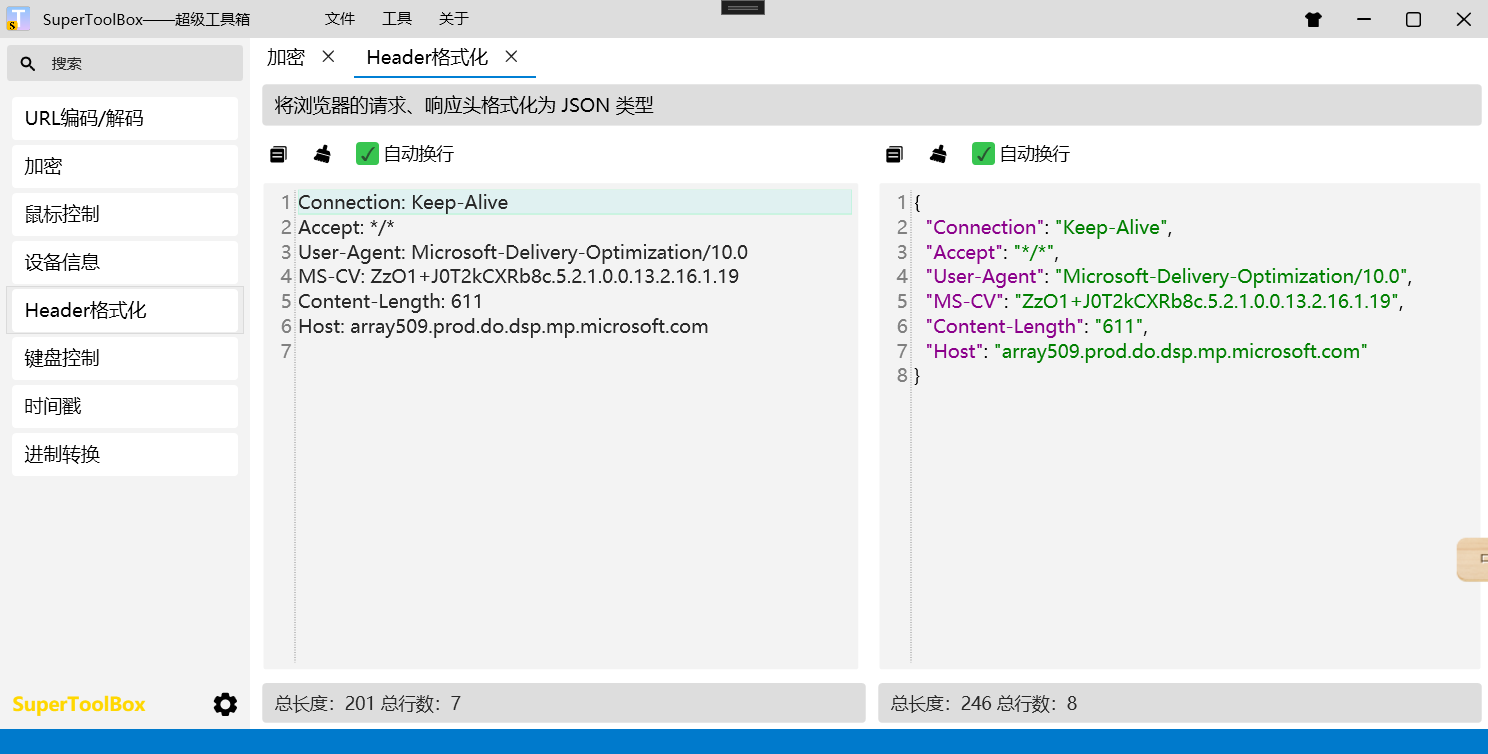 SuperToolBox——超级工具箱 文件 工具 关于
搜索
URL编码/解码
加密
鼠标控制
设备信息
Header格式化
键盘控制
时间戳
进制转换
SuperToolBox
加密 Header格式化
将浏览器的请求、响应头格式化为 JSON 类型
自动换行
1 Connection: Keep-Alive
2 Accept: */*
3 User-Agent: Microsoft-Delivery-Optimization/10.0
4 MS-CV: ZzO1+J0T2kCXRb8c.5.2.1.0.0.13.2.16.1.19
5 Content-Length: 611
6 Host: array509.prod.do.dsp.mp.microsoft.com
7
总长度：201 总行数：7
自动换行
1 {
2 "Connection": "Keep-Alive",
3 "Accept": "*/*",
4 "User-Agent": "Microsoft-Delivery-Optimization/10.0",
5 "MS-CV": "ZzO1+J0T2kCXRb8c.5.2.1.0.0.13.2.16.1.19",
6 "Content-Length": "611",
7 "Host": "array509.prod.do.dsp.mp.microsoft.com"
8 }
总长度：246 总行数：8